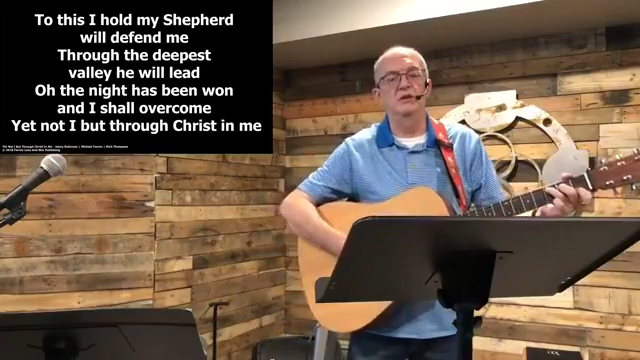 To this I hold my Shepherd
will defend me
Through the deepest
valley he will lead
Oh the night has been won
and I shall overcome
Yet not I but through Christ in me